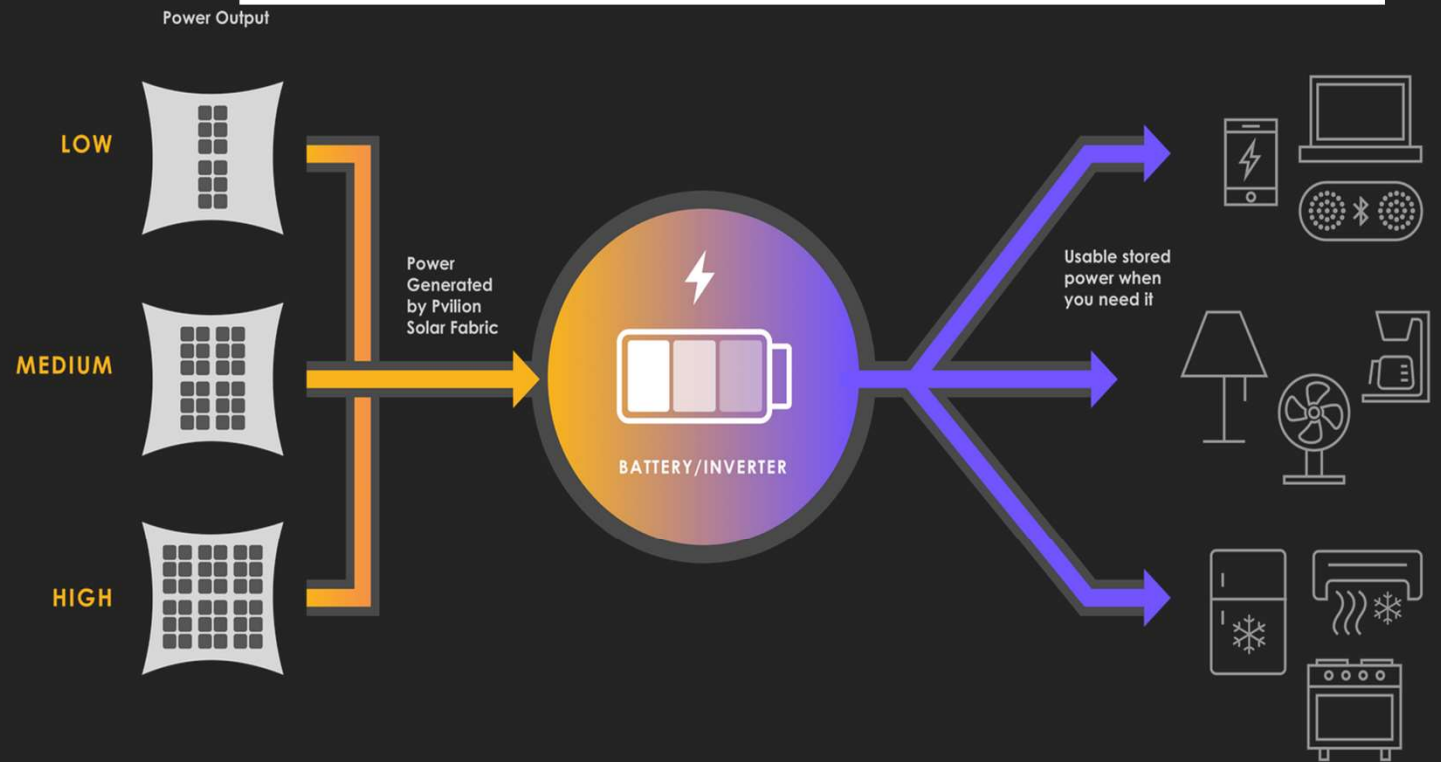 Power Output
LOW
MEDIUM
HIGH
Power
Generated
by Pvilion
Solar Fabric
BATTERY/INVERTER
Usable stored
power when
you need it